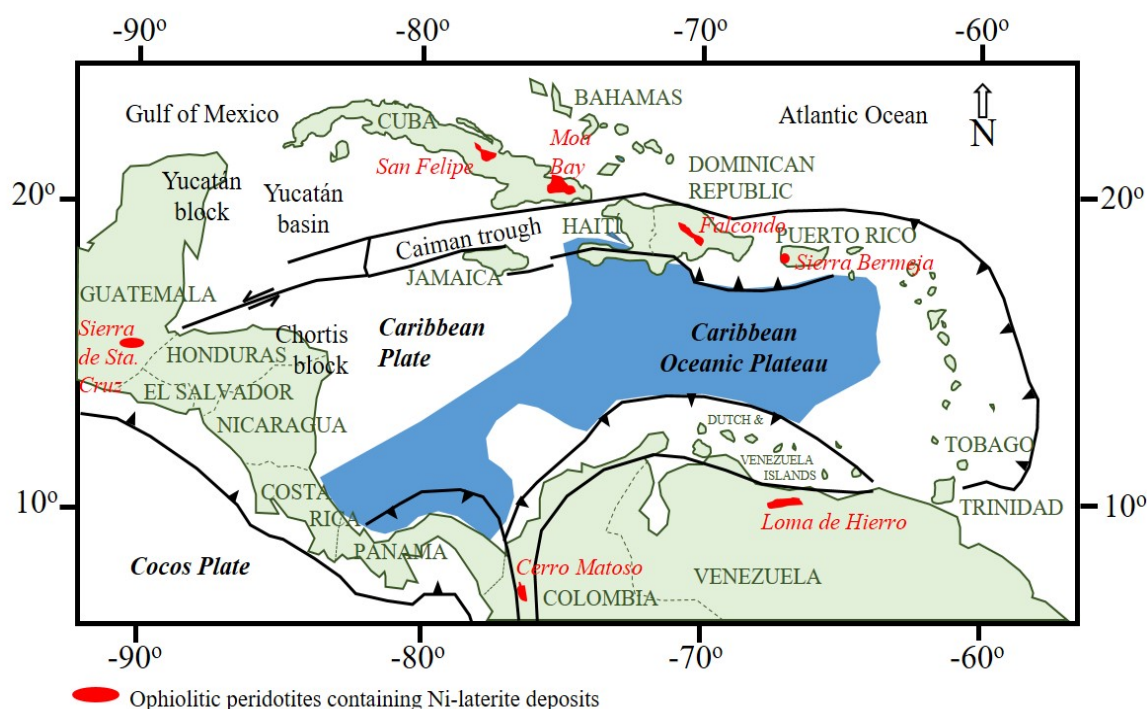 -90º
-80º
-70º
-60º
Gulf of Mexico
BAHAMAS
Atlantic Ocean
N
CUBA
Moa
Bay
San Felipe
DOMINICAN
REPUBLIC
20º
20º
Yucatán
block
Yucatán
basin
Caiman trough
HAITI
Falcondo
PUERTO RICO
Sierra Bermeja
JAMAICA
GUATEMALA
Sierra
de Sta.
Cruz
HONDURAS
Chortis
block
Caribbean
Plate
Caribbean
Oceanic Plateau
EL SALVADOR
NICARAGUA
DUTCH &
VENEZUELA
ISLANDS
TOBAGO
COSTA
RICA
10º
10º
TRINIDAD
Loma de Hierro
PANAMA
Cocos Plate
Cerro Matoso
COLOMBIA
VENEZUELA
-90º
-80º
-70º
-60º
Ophiolitic peridotites containing Ni-laterite deposits